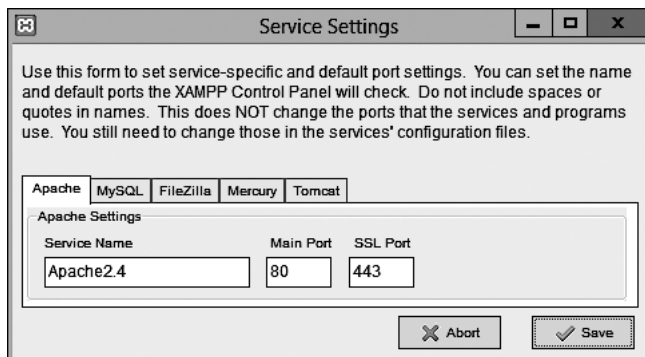 Service Settings
Use this form to set service-specific and default port settings. You can set the name
and default ports the XAMPP Control Panel will check. Do not include spaces or
quotes in names. This does NOT change the ports that the services and programs
use. You still need to change those in the services' configuration files.
Apache MySQL FileZilla Mercury Tomcat
Apache Settings
Service Name Main Port SSL Port
Apache2.4 80 443
Abort Save